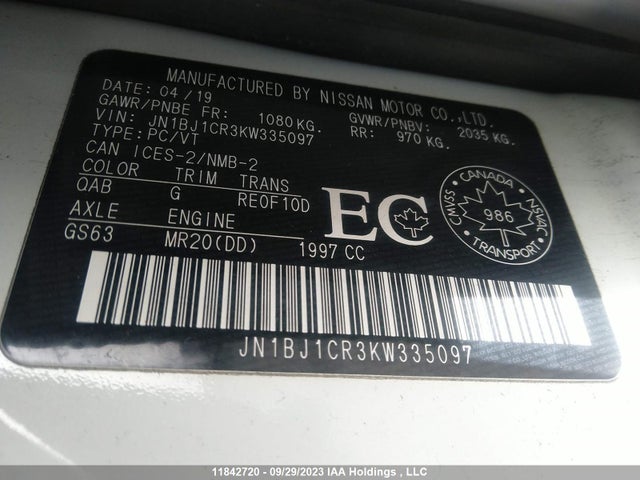 MANUFACTURED BY NISSAN MOTOR CO.,LTD.
DATE: 04/19
GAWR/PNBE FR: 1080 KG. GVWR/PNBV: 2035 KG.
VIN: JN1BJ1CR3KW335097 RR: 970 KG.
TYPE: PC/VT
CAN ICES-2/NMB-2
COLOR TRIM TRANS
QAB G RE0F10D
AXLE ENGINE
GS63 MR20(DD) 1997 CC
EC
CANADA
CMVSS 986 NSVAC
TRANSPORT
JN1BJ1CR3KW335097
11842720 - 09/29/2023 IAA Holdings , LLC